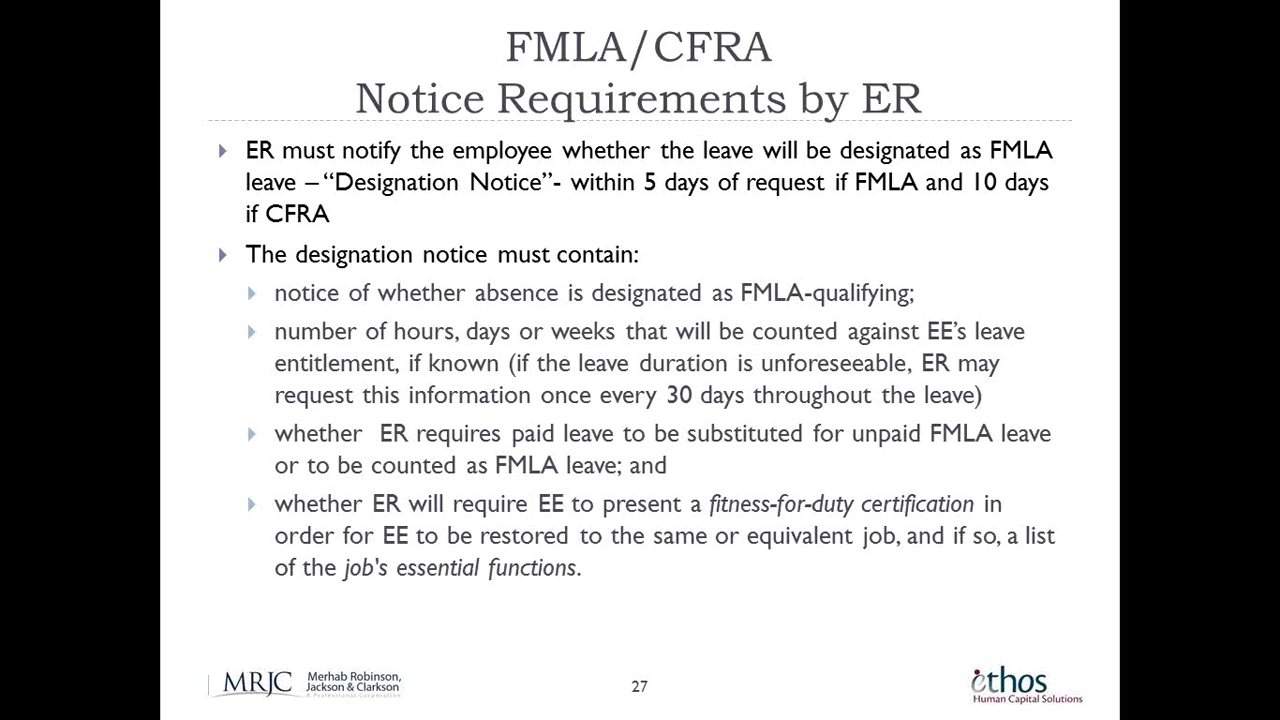 FMLA/CFRA
Notice Requirements by ER
ER must notify the employee whether the leave will be designated as FMLA
leave – “Designation Notice”- within 5 days of request if FMLA and 10 days
if CFRA
The designation notice must contain:
notice of whether absence is designated as FMLA-qualifying;
number of hours, days or weeks that will be counted against EE’s leave
entitlement, if known (if the leave duration is unforeseeable, ER may
request this information once every 30 days throughout the leave)
whether ER requires paid leave to be substituted for unpaid FMLA leave
or to be counted as FMLA leave; and
whether ER will require EE to present a fitness-for-duty certification in
order for EE to be restored to the same or equivalent job, and if so, a list
of the job's essential functions.
MRJC
Merhab Robinson,
Jackson & Clarkson
A Professional Corporation
27
ethos
Human Capital Solutions